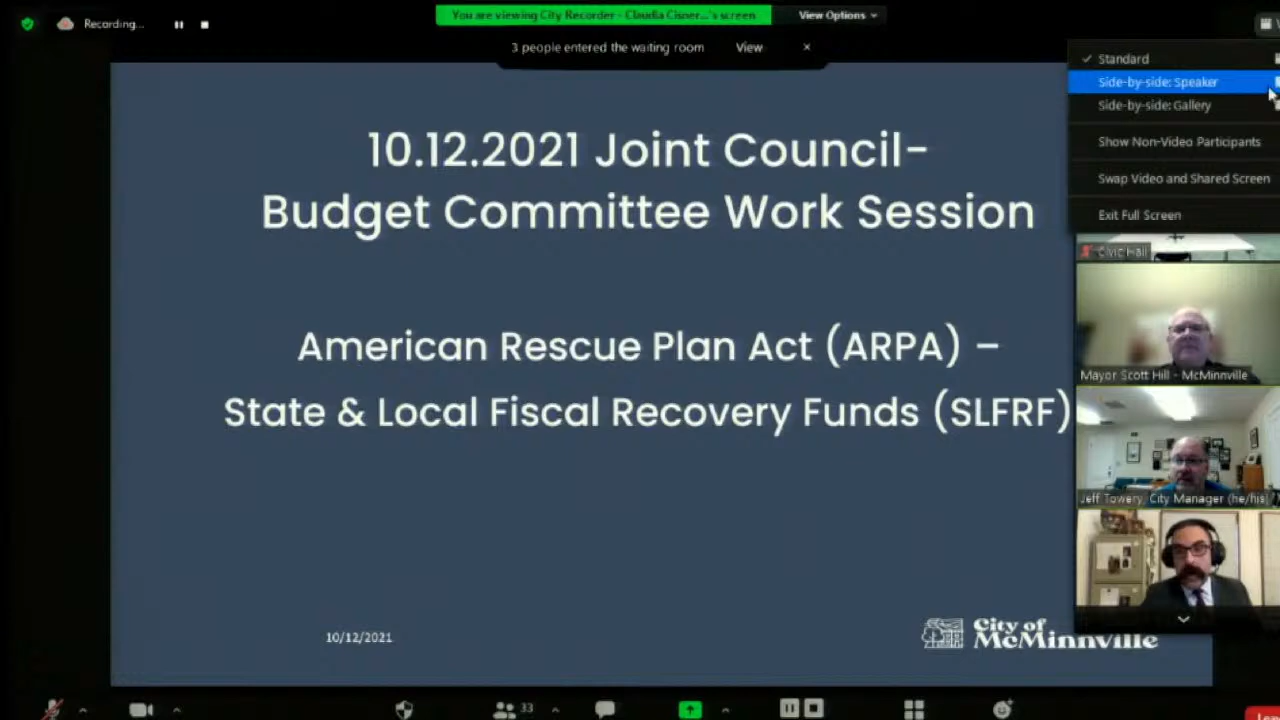 Recording...
You are viewing City Recorder - Claudia Cisner...'s screen
View Options
3 people entered the waiting room
View
Standard
Side-by-side: Speaker
Side-by-side: Gallery
Show Non-Video Participants
Swap Video and Shared Screen
Exit Full Screen
10.12.2021 Joint Council-
Budget Committee Work Session
American Rescue Plan Act (ARPA) –
State & Local Fiscal Recovery Funds (SLFRF)
Civic Hall
Mayor Scott Hill - McMinnville
Jeff Towery, City Manager (he/his)
10/12/2021
City of
McMinnville
33